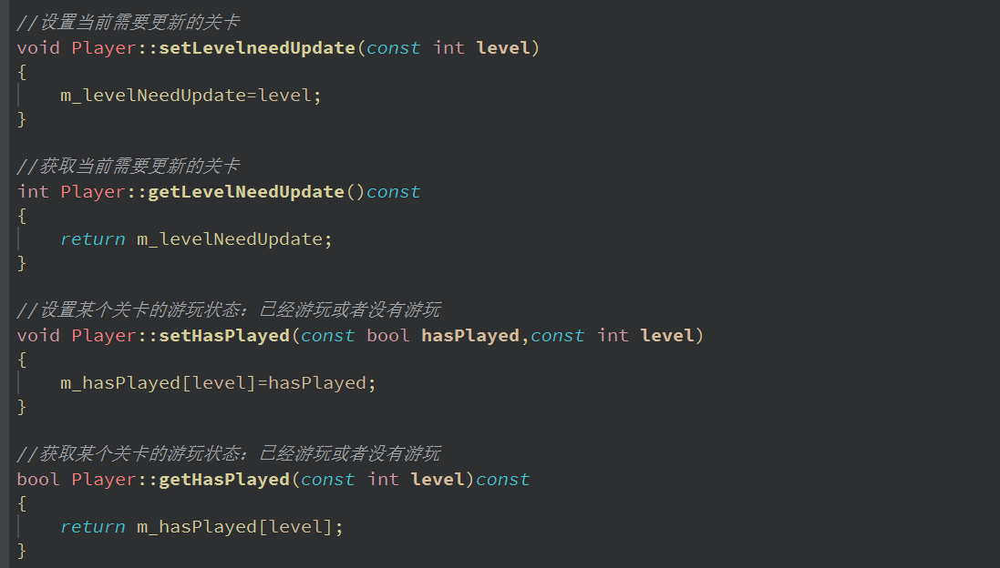 //设置当前需要更新的关卡
void Player::setLevelneedUpdate(const int level)
{
    m_levelNeedUpdate=level;
}
//获取当前需要更新的关卡
int Player::getLevelNeedUpdate()const
{
    return m_levelNeedUpdate;
}
//设置某个关卡的游玩状态：已经游玩或者没有游玩
void Player::setHasPlayed(const bool hasPlayed,const int level)
{
    m_hasPlayed[level]=hasPlayed;
}
//获取某个关卡的游玩状态：已经游玩或者没有游玩
bool Player::getHasPlayed(const int level)const
{
    return m_hasPlayed[level];
}